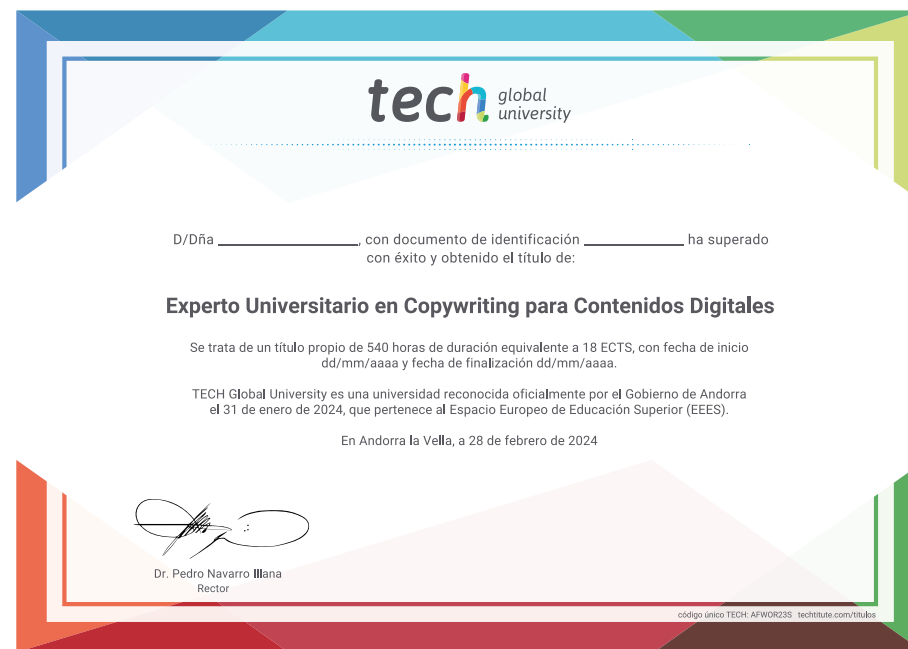 tech global university
D/Dña ____________________, con documento de identificación ______________ ha superado
con éxito y obtenido el título de:
Experto Universitario en Copywriting para Contenidos Digitales
Se trata de un título propio de 540 horas de duración equivalente a 18 ECTS, con fecha de inicio
dd/mm/aaaa y fecha de finalización dd/mm/aaaa.
TECH Global University es una universidad reconocida oficialmente por el Gobierno de Andorra
el 31 de enero de 2024, que pertenece al Espacio Europeo de Educación Superior (EEES).
En Andorra la Vella, a 28 de febrero de 2024
Dr. Pedro Navarro Illana
Rector
código único TECH: AFWOR23S techtitute.com/titulos